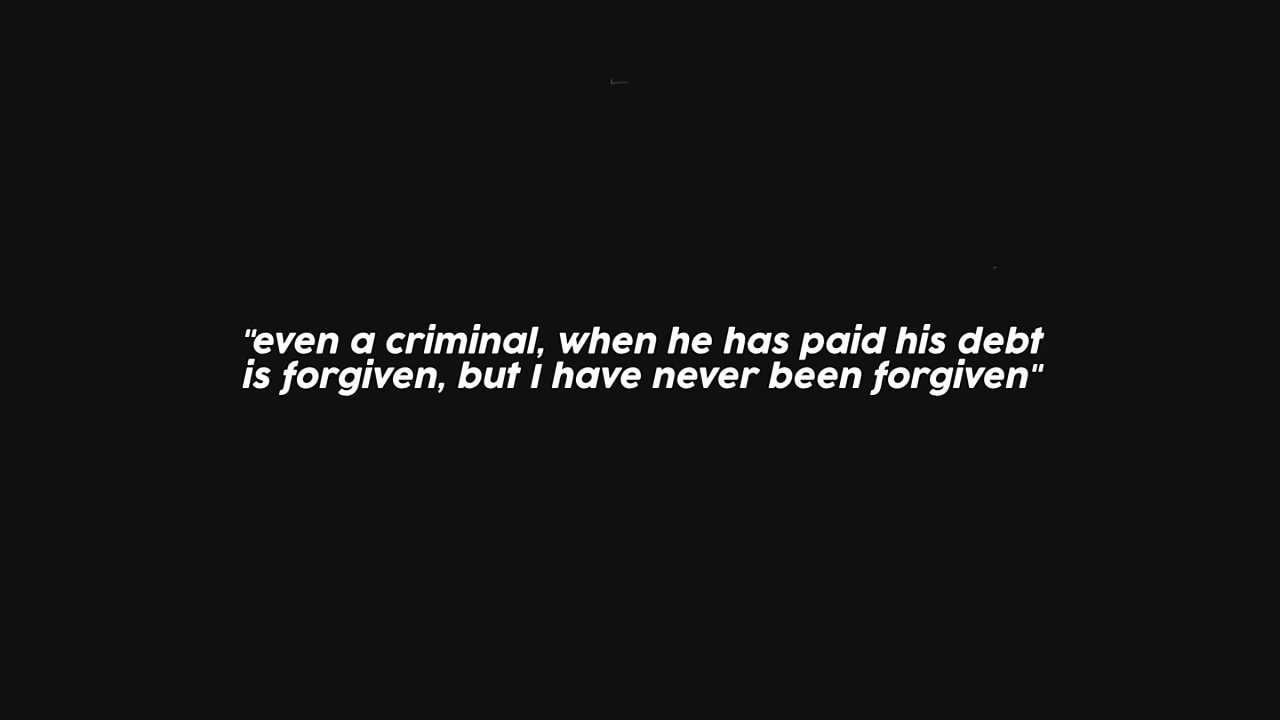 "even a criminal, when he has paid his debt
is forgiven, but I have never been forgiven"